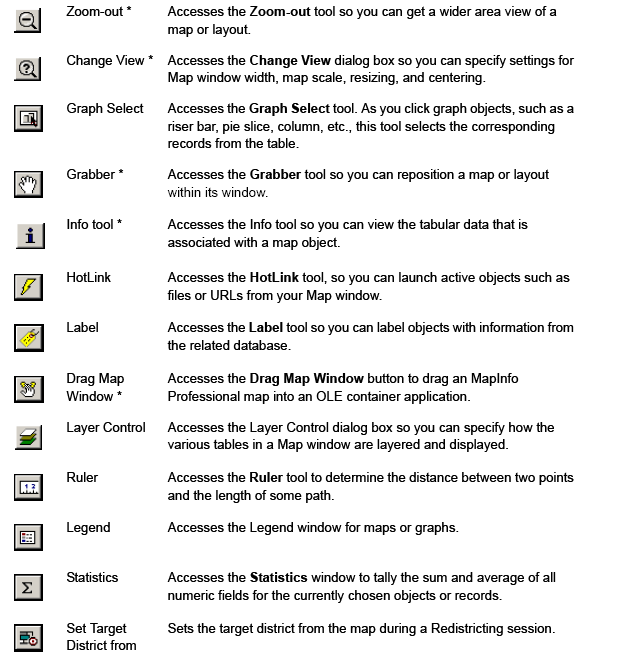 Zoom-out * Accesses the Zoom-out tool so you can get a wider area view of a
map or layout.
Change View * Accesses the Change View dialog box so you can specify settings for
Map window width, map scale, resizing, and centering.
Graph Select Accesses the Graph Select tool. As you click graph objects, such as a
riser bar, pie slice, column, etc., this tool selects the corresponding
records from the table.
Grabber * Accesses the Grabber tool so you can reposition a map or layout
within its window.
Info tool * Accesses the Info tool so you can view the tabular data that is
associated with a map object.
HotLink Accesses the HotLink tool, so you can launch active objects such as
files or URLs from your Map window.
Label Accesses the Label tool so you can label objects with information from
the related database.
Drag Map Accesses the Drag Map Window button to drag an MapInfo
Window * Professional map into an OLE container application.
Layer Control Accesses the Layer Control dialog box so you can specify how the
various tables in a Map window are layered and displayed.
Ruler Accesses the Ruler tool to determine the distance between two points
and the length of some path.
Legend Accesses the Legend window for maps or graphs.
Σ Statistics Accesses the Statistics window to tally the sum and average of all
numeric fields for the currently chosen objects or records.
Set Target Sets the target district from the map during a Redistricting session.
District from